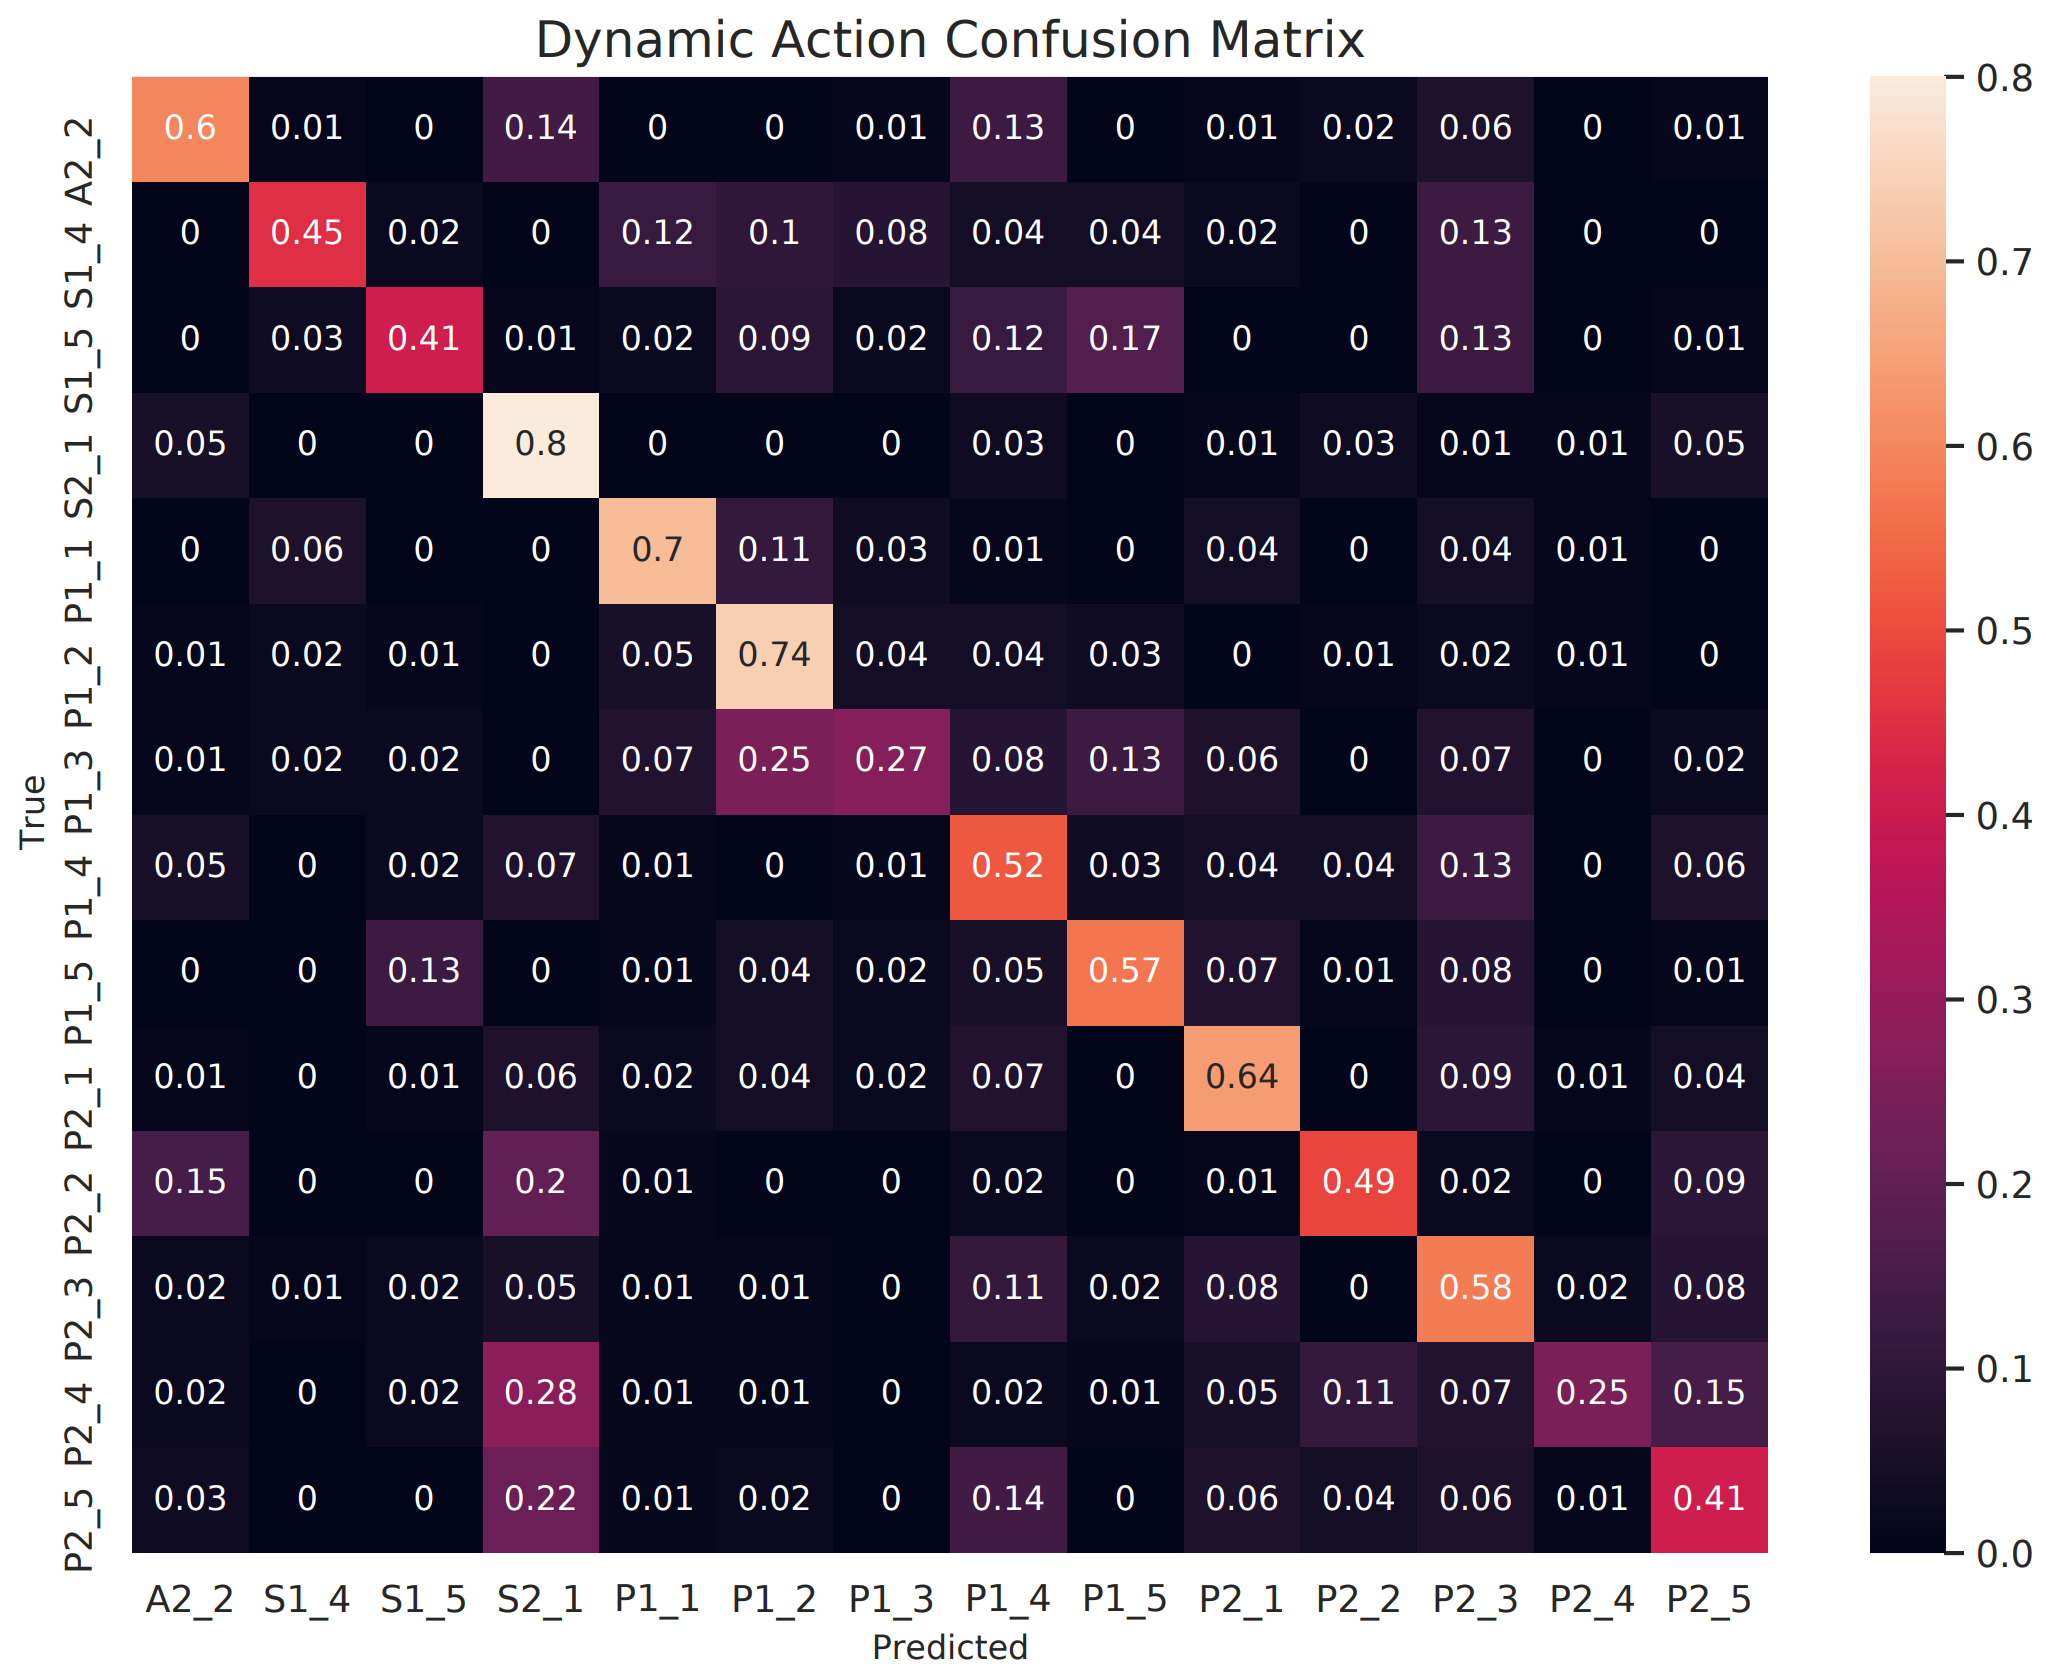 Dynamic Action Confusion Matrix
A2_2 0.6 0.01 0 0.14 0 0 0.01 0.13 0 0.01 0.02 0.06 0 0.01
S1_4 0 0.45 0.02 0 0.12 0.1 0.08 0.04 0.04 0.02 0 0.13 0 0
S1_5 0 0.03 0.41 0.01 0.02 0.09 0.02 0.12 0.17 0 0 0.13 0 0.01
S2_1 0.05 0 0 0.8 0 0 0 0.03 0 0.01 0.03 0.01 0.01 0.05
P1_1 0 0.06 0 0 0.7 0.11 0.03 0.01 0 0.04 0 0.04 0.01 0
P1_2 0.01 0.02 0.01 0 0.05 0.74 0.04 0.04 0.03 0 0.01 0.02 0.01 0
P1_3 0.01 0.02 0.02 0 0.07 0.25 0.27 0.08 0.13 0.06 0 0.07 0 0.02
P1_4 0.05 0 0.02 0.07 0.01 0 0.01 0.52 0.03 0.04 0.04 0.13 0 0.06
P1_5 0 0 0.13 0 0.01 0.04 0.02 0.05 0.57 0.07 0.01 0.08 0 0.01
P2_1 0.01 0 0.01 0.06 0.02 0.04 0.02 0.07 0 0.64 0 0.09 0.01 0.04
P2_2 0.15 0 0 0.2 0.01 0 0 0.02 0 0.01 0.49 0.02 0 0.09
P2_3 0.02 0.01 0.02 0.05 0.01 0.01 0 0.11 0.02 0.08 0 0.58 0.02 0.08
P2_4 0.02 0 0.02 0.28 0.01 0.01 0 0.02 0.01 0.05 0.11 0.07 0.25 0.15
P2_5 0.03 0 0 0.22 0.01 0.02 0 0.14 0 0.06 0.04 0.06 0.01 0.41
A2_2 S1_4 S1_5 S2_1 P1_1 P1_2 P1_3 P1_4 P1_5 P2_1 P2_2 P2_3 P2_4 P2_5
Predicted
True
0.8
0.7
0.6
0.5
0.4
0.3
0.2
0.1
0.0